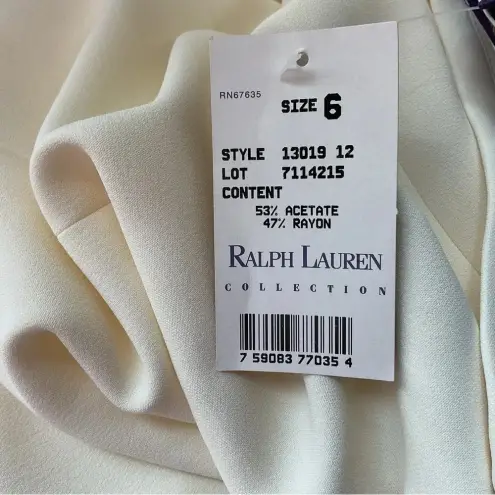 RN67635
SIZE 6
STYLE 13019 12
LOT 7114215
CONTENT
53% ACETATE
47% RAYON
RALPH LAUREN
COLLECTION
7 59083 77035 4